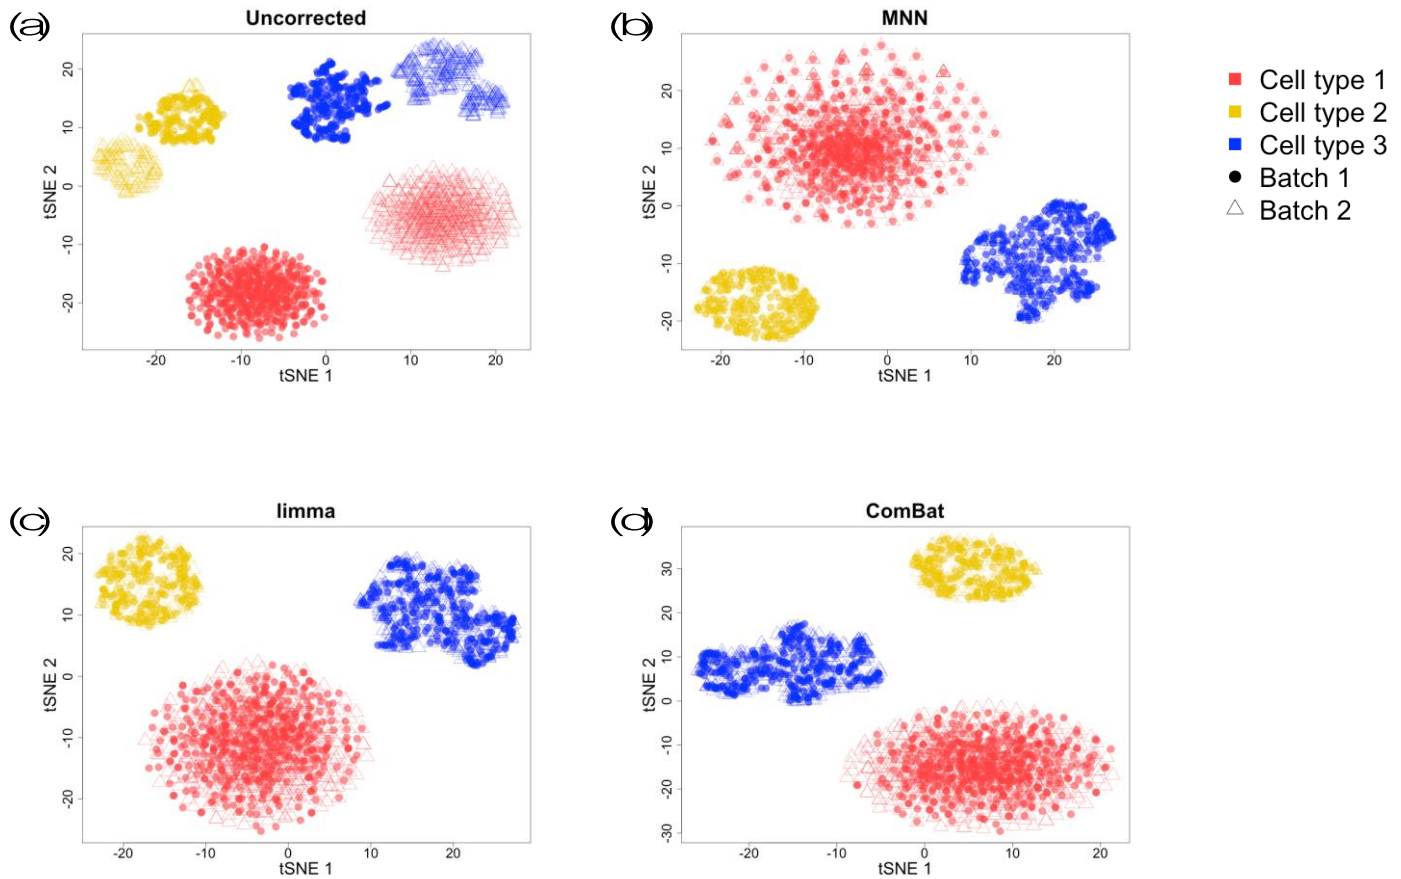 (a)
Uncorrected
20
10
0
-10
-20
tSNE 2
-20 -10 0 10 20
tSNE 1
(b)
MNN
20
10
0
-10
-20
tSNE 2
-20 -10 0 10 20
tSNE 1
Cell type 1
Cell type 2
Cell type 3
Batch 1
Batch 2
(c)
limma
20
10
0
-10
-20
tSNE 2
-20 -10 0 10 20
tSNE 1
(d)
ComBat
30
20
10
0
-10
-20
-30
tSNE 2
-20 -10 0 10 20
tSNE 1